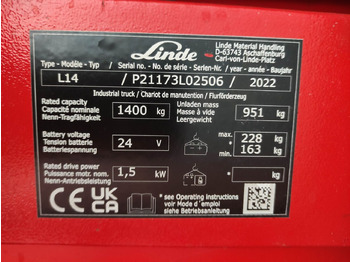 Linde
Linde Material Handling
D-63743 Aschaffenburg
Carl-von-Linde-Platz
Type - Modèle - Typ / Serial no. - No de série - Serien-nr. / year - année - Baujahr
L14 / P21173L02506 / 2022
Industrial truck / Chariot de manutention / Flurförderzeug
Rated capacity
Capacité nominale
Nenn-Tragfähigkeit
1400 kg
Unladen mass
Masse à vide
Leergewicht
951 kg
Battery voltage
Tension batterie
Batteriespannung
24 V
max. + 228 kg
min. * 163 kg
Rated drive power
Puissance motr. nom.
Nenn-Antriebsleistung
1,5 kW
kg
CE
UK
CA
see Operating instructions
voir Mode d'emploi
siehe Betriebsanleitung